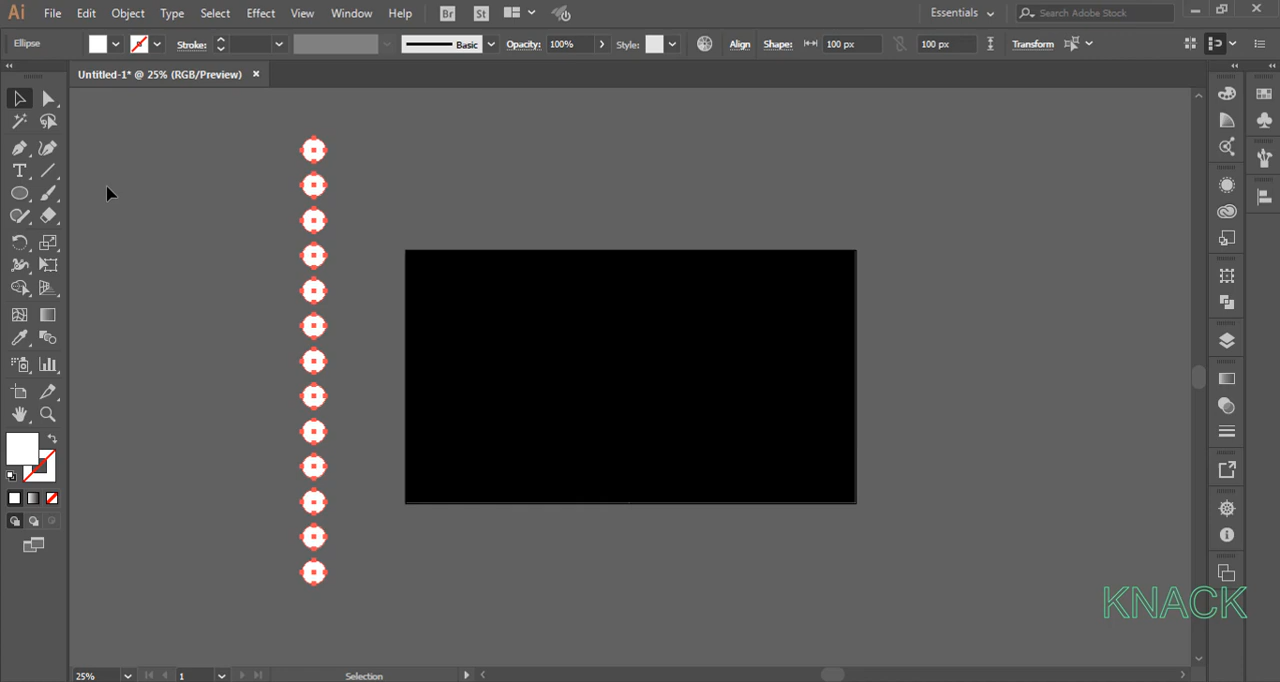 Ai File Edit Object Type Select Effect View Window Help Br St Essentials Search Adobe Stock
Ellipse Stroke: Basic Opacity: 100% Style: Align Shape: 100 px 100 px Transform
Untitled-1* @ 25% (RGB/Preview)
KNACK
25% 1 Selection